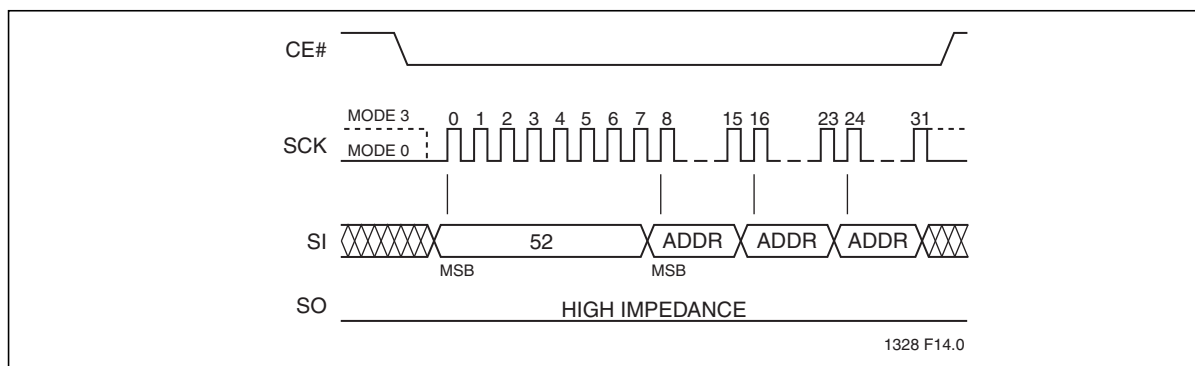 CE#
MODE 3
0 1 2 3 4 5 6 7 8 15 16 23 24 31
SCK
MODE 0
SI
52 ADDR ADDR ADDR
MSB MSB
SO
HIGH IMPEDANCE
1328 F14.0